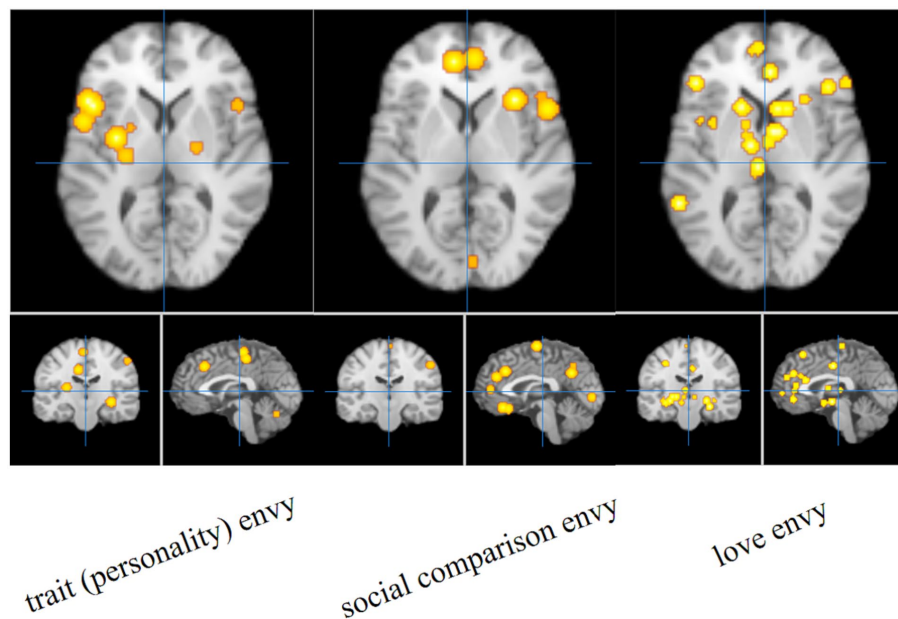 trait (personality) envy
social comparison envy
love envy